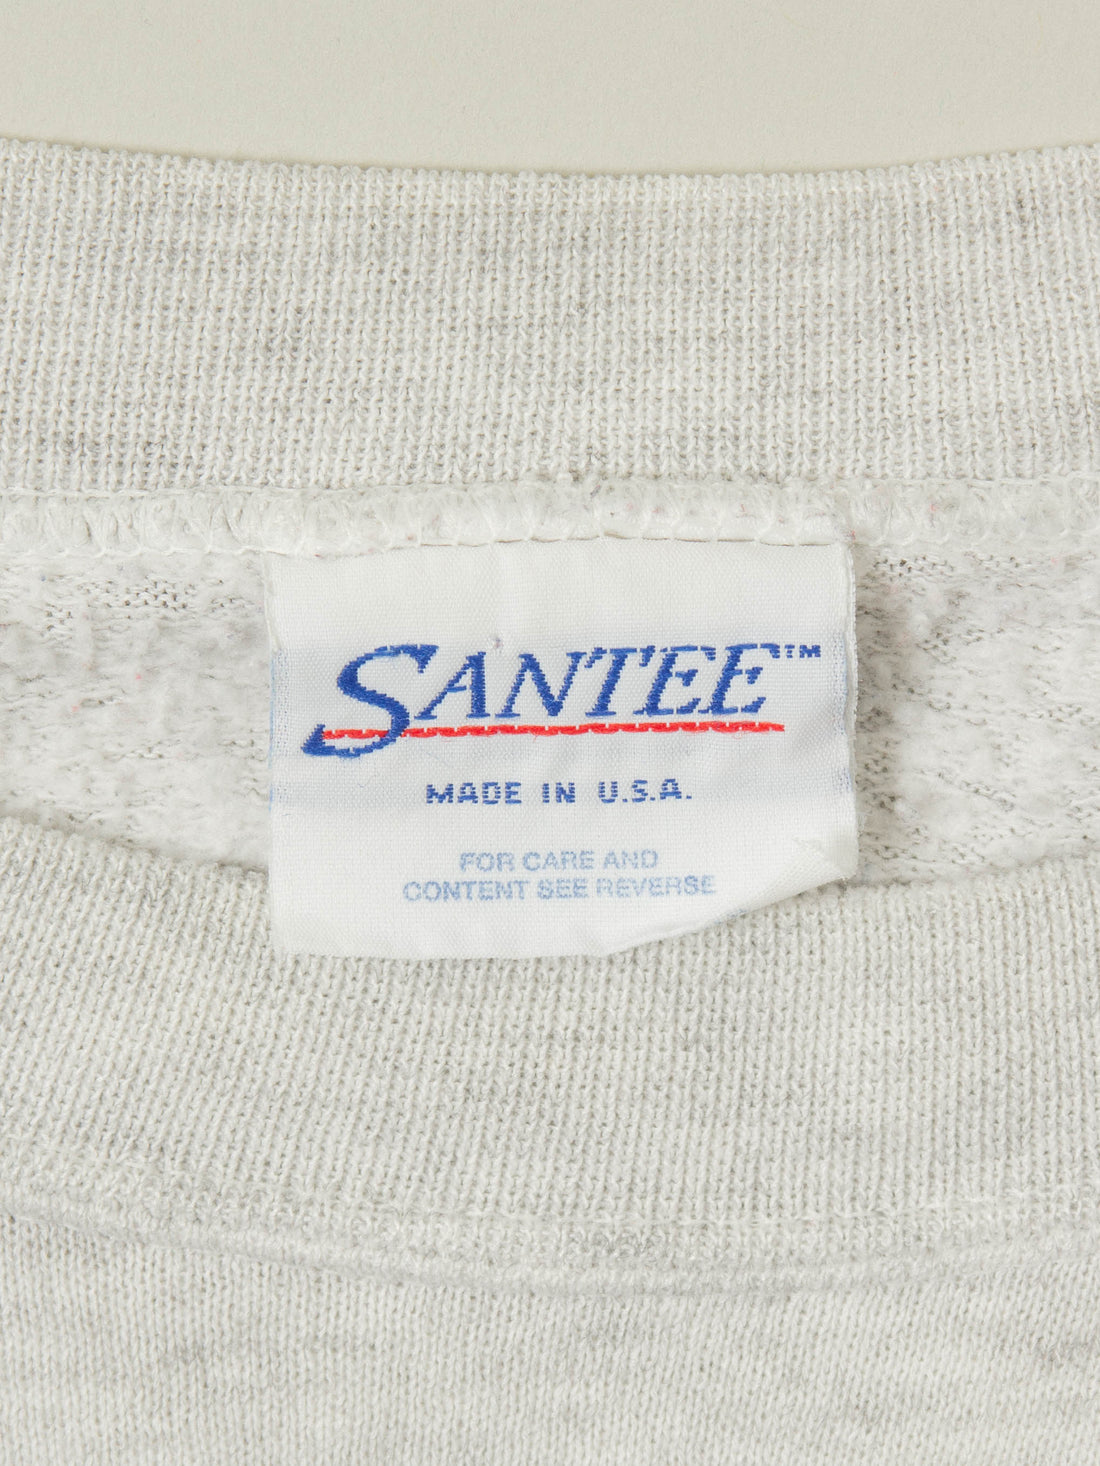 SANTEE™
MADE IN U.S.A.
FOR CARE AND
CONTENT SEE REVERSE